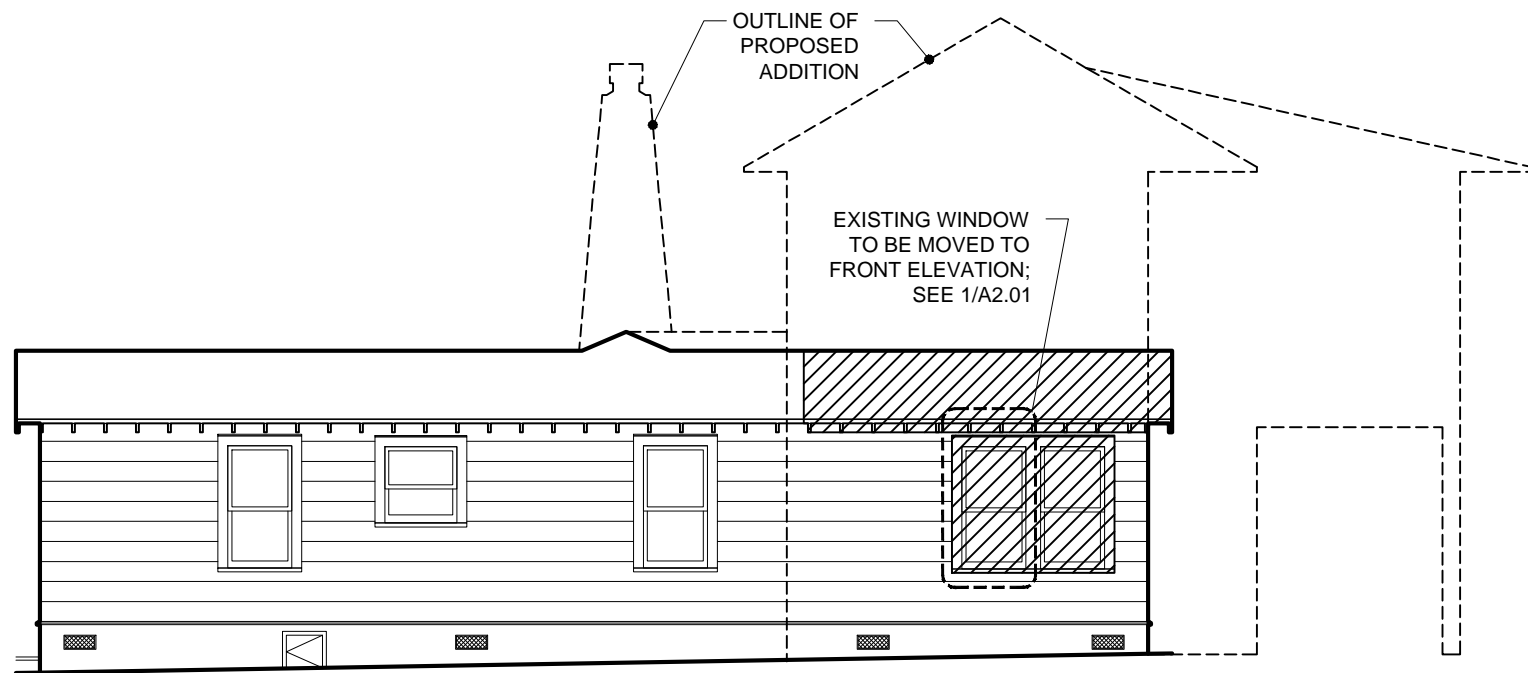 OUTLINE OF
PROPOSED
ADDITION
EXISTING WINDOW
TO BE MOVED TO
FRONT ELEVATION;
SEE 1/A2.01